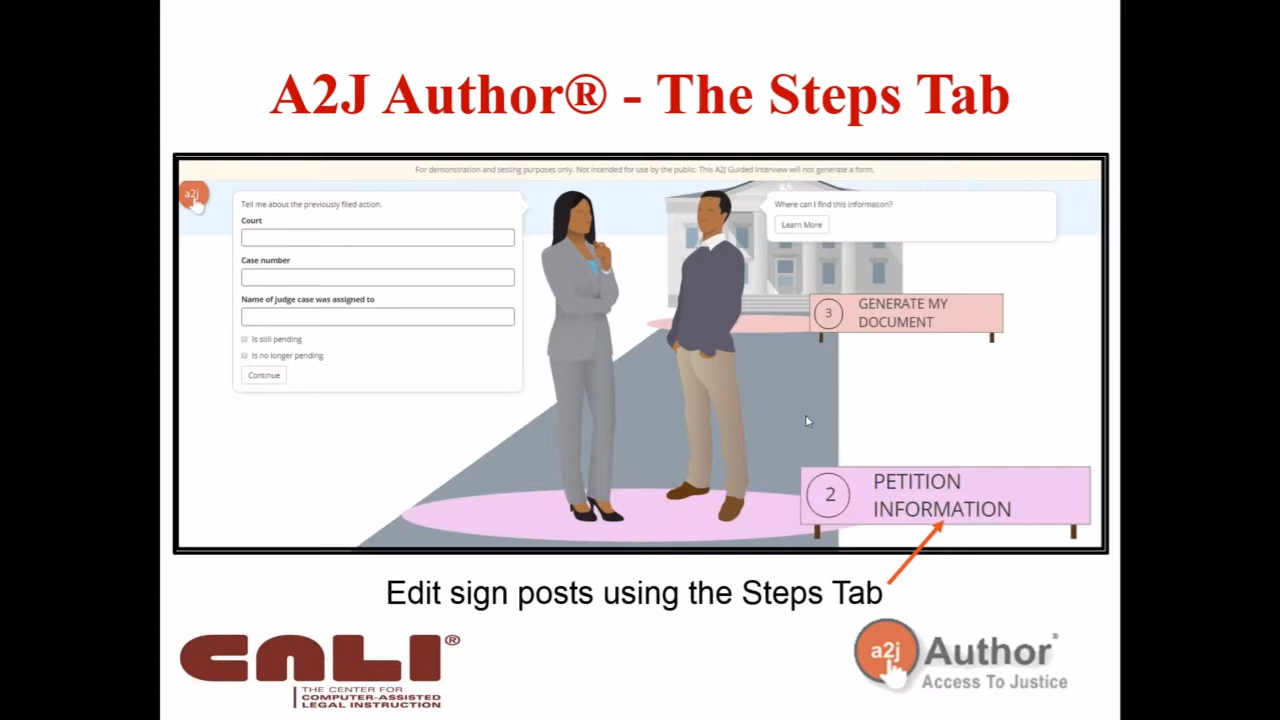 A2J Author® - The Steps Tab
For demonstration and testing purposes only. Not intended for use by the public. This A2J Guided Interview will not generate a form.
a2j
Tell me about the previously filed action.
Court
Case number
Name of judge case was assigned to
Is still pending
Is no longer pending
Continue
Where can I find this information?
Learn More
3
GENERATE MY
DOCUMENT
2
PETITION
INFORMATION
Edit sign posts using the Steps Tab
CALI®
THE CENTER FOR
COMPUTER-ASSISTED
LEGAL INSTRUCTION
a2j Author
Access To Justice